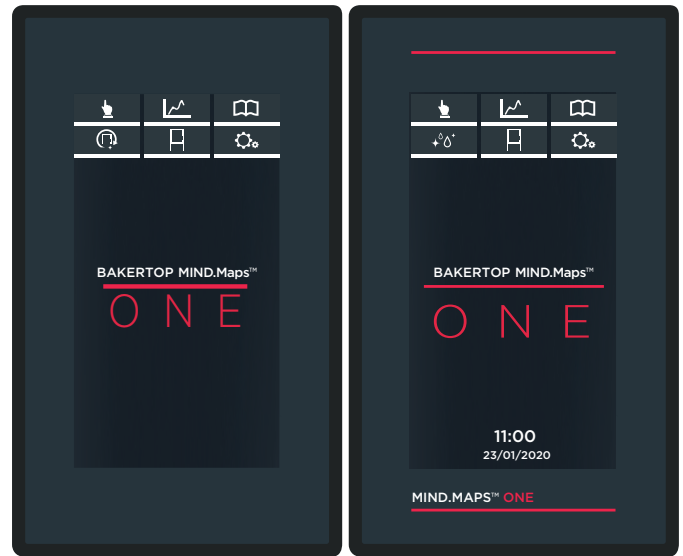 BAKERTOP MIND.Maps™
ONE
BAKERTOP MIND.Maps™
ONE
11:00
23/01/2020
MIND.MAPS™ ONE